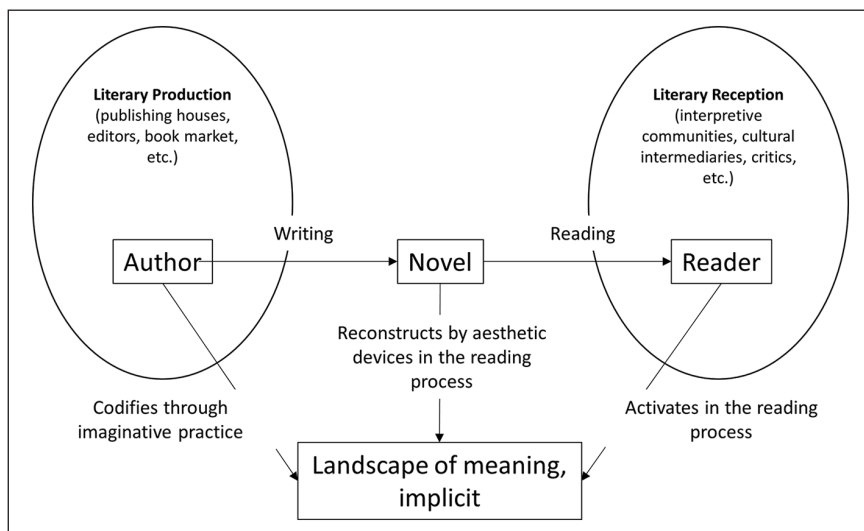 Literary Production
(publishing houses,
editors, book market,
etc.)
Literary Reception
(interpretive
communities, cultural
intermediaries, critics,
etc.)
Writing
Reading
Author
Novel
Reader
Reconstructs by aesthetic
devices in the reading
process
Codifies through
imaginative practice
Activates in the reading
process
Landscape of meaning,
implicit